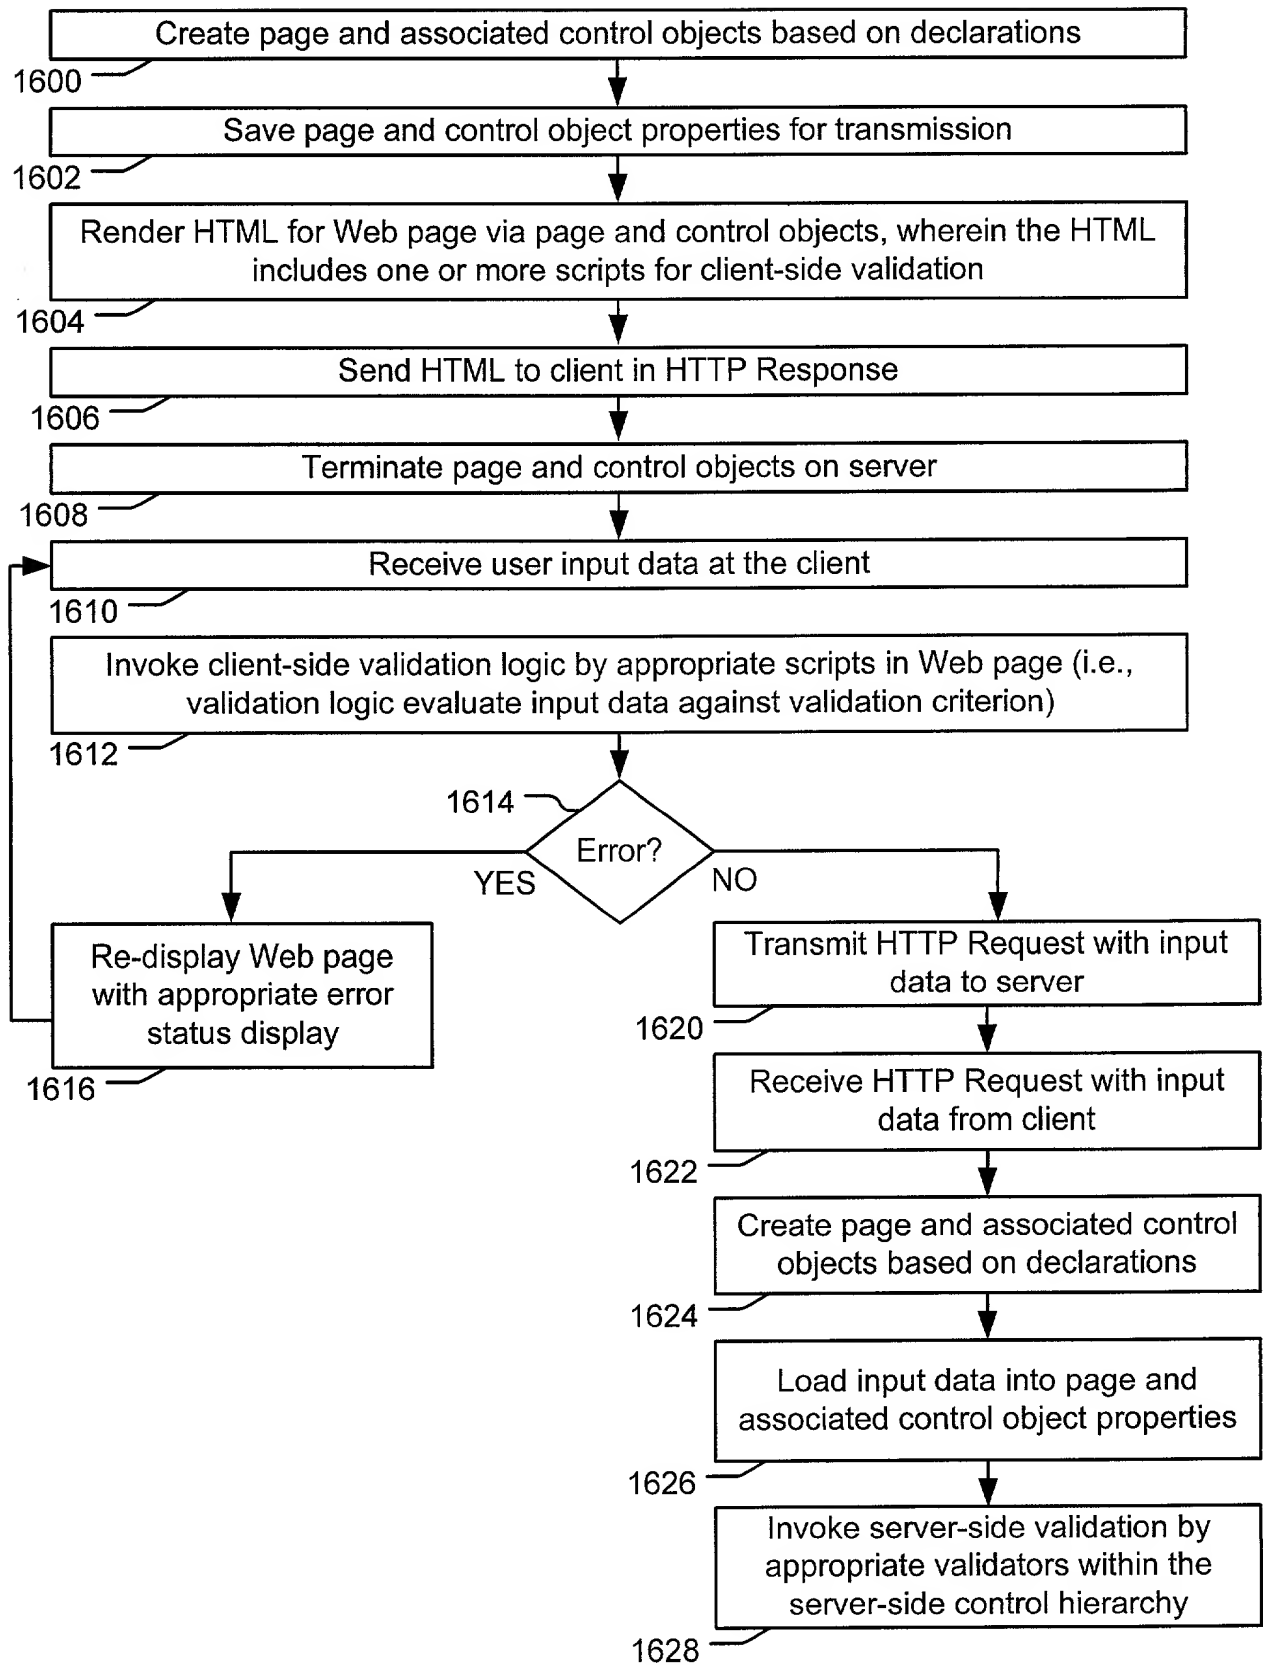 Create page and associated control objects based on declarations
1600
Save page and control object properties for transmission
1602
Render HTML for Web page via page and control objects, wherein the HTML
includes one or more scripts for client-side validation
1604
Send HTML to client in HTTP Response
1606
Terminate page and control objects on server
1608
Receive user input data at the client
1610
Invoke client-side validation logic by appropriate scripts in Web page (i.e.,
validation logic evaluate input data against validation criterion)
1612
1614
Error?
YES
NO
Re-display Web page
with appropriate error
status display
1616
Transmit HTTP Request with input
data to server
1620
Receive HTTP Request with input
data from client
1622
Create page and associated control
objects based on declarations
1624
Load input data into page and
associated control object properties
1626
Invoke server-side validation by
appropriate validators within the
server-side control hierarchy
1628